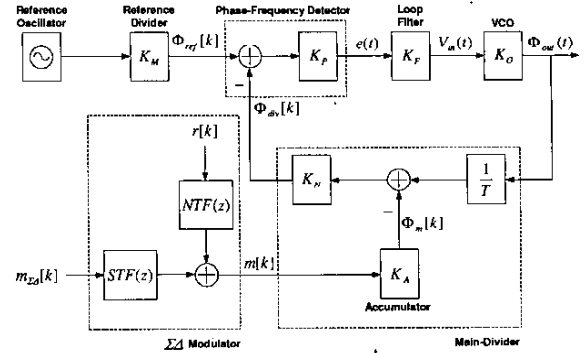 Reference
Oscillator
Reference
Divider
Phase-Frequency Detector
Loop
Filter
VCO
K_M
Φ_ref[k]
K_P
e(t)
K_F
V_in(t)
K_O
Φ_out(t)
−
Φ_div[k]
r[k]
NTF(z)
K_N
1
T
−
Φ_m[k]
m_ΣΔ[k]
STF(z)
m[k]
K_A
Accumulator
ΣΔ Modulator
Main-Divider